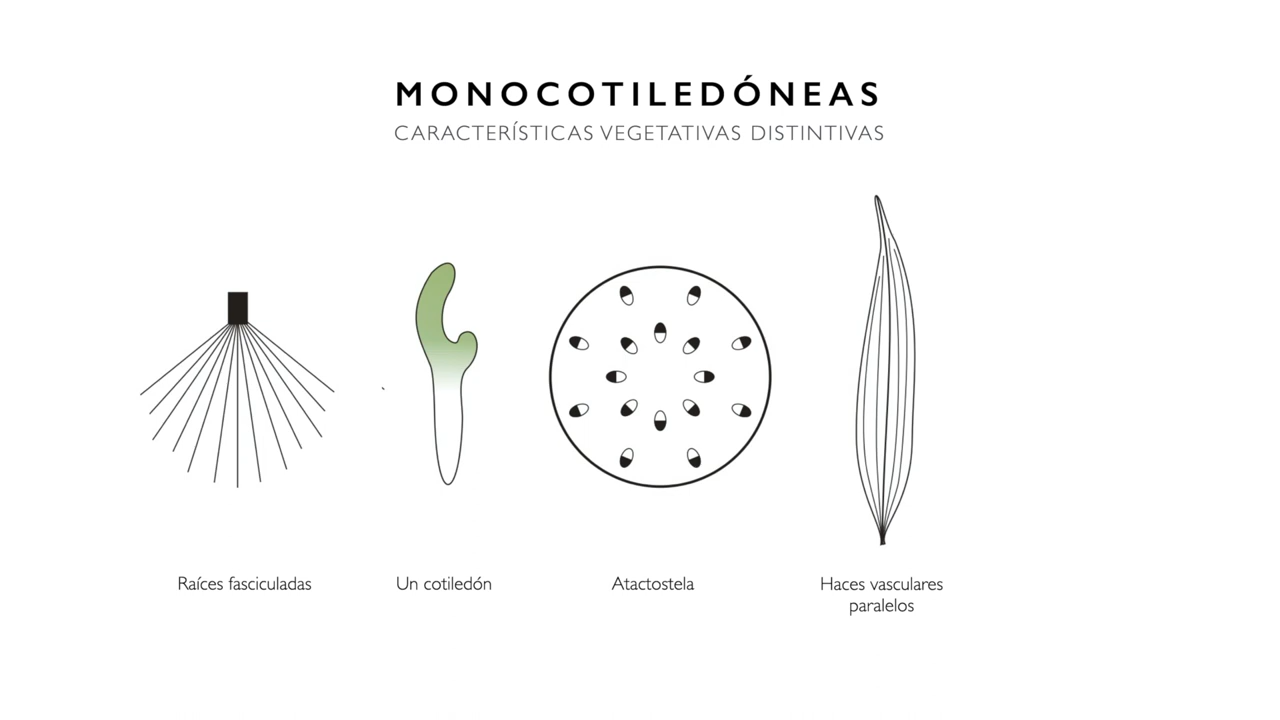 MONOCOTILEDÓNEAS
CARACTERÍSTICAS VEGETATIVAS DISTINTIVAS
Raíces fasciculadas
Un cotiledón
Atactostela
Haces vasculares
paralelos